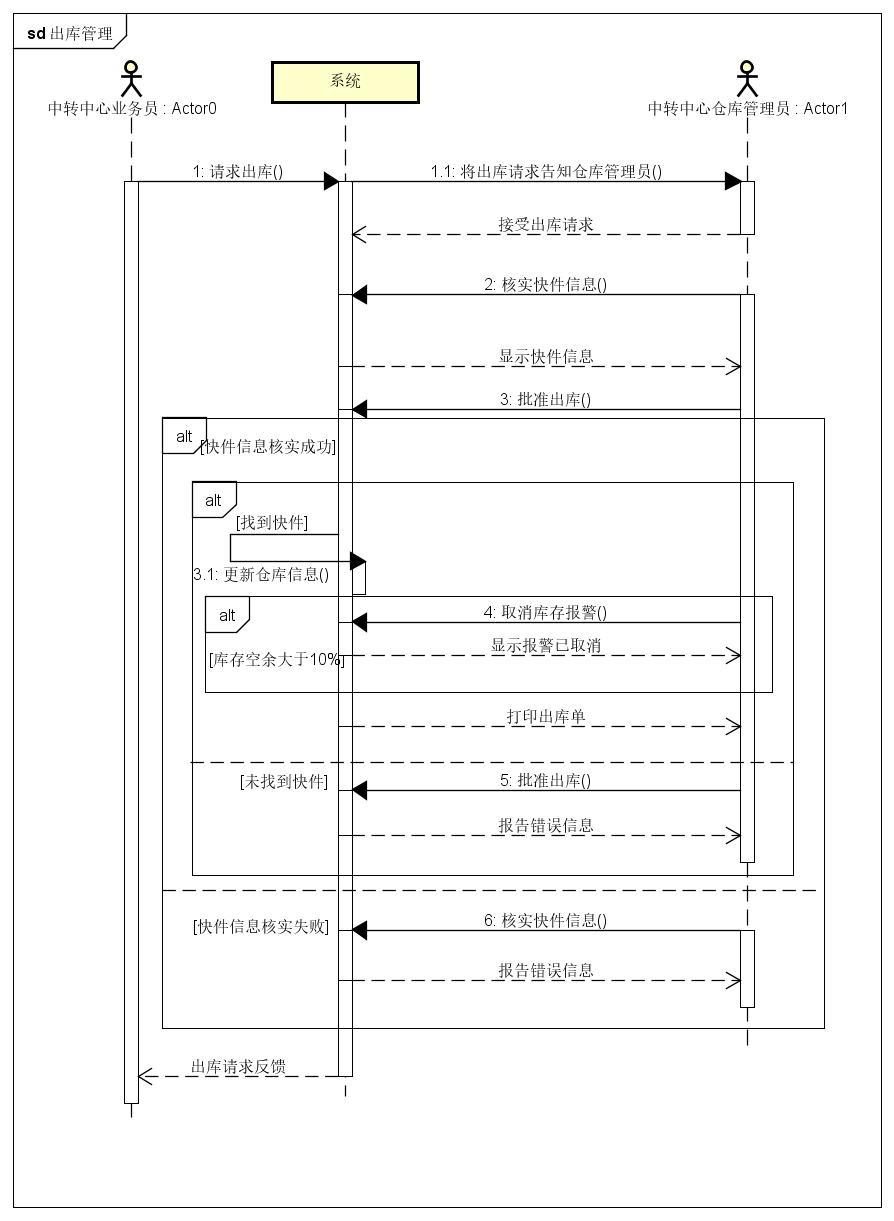 sd 出库管理
中转中心业务员 : Actor0
系统
中转中心仓库管理员 : Actor1
1: 请求出库()
1.1: 将出库请求告知仓库管理员()
接受出库请求
2: 核实快件信息()
显示快件信息
3: 批准出库()
alt
[快件信息核实成功]
alt
[找到快件]
3.1: 更新仓库信息()
alt
4: 取消库存报警()
显示报警已取消
[库存空余大于10%]
打印出库单
[未找到快件]
5: 批准出库()
报告错误信息
6: 核实快件信息()
[快件信息核实失败]
报告错误信息
出库请求反馈